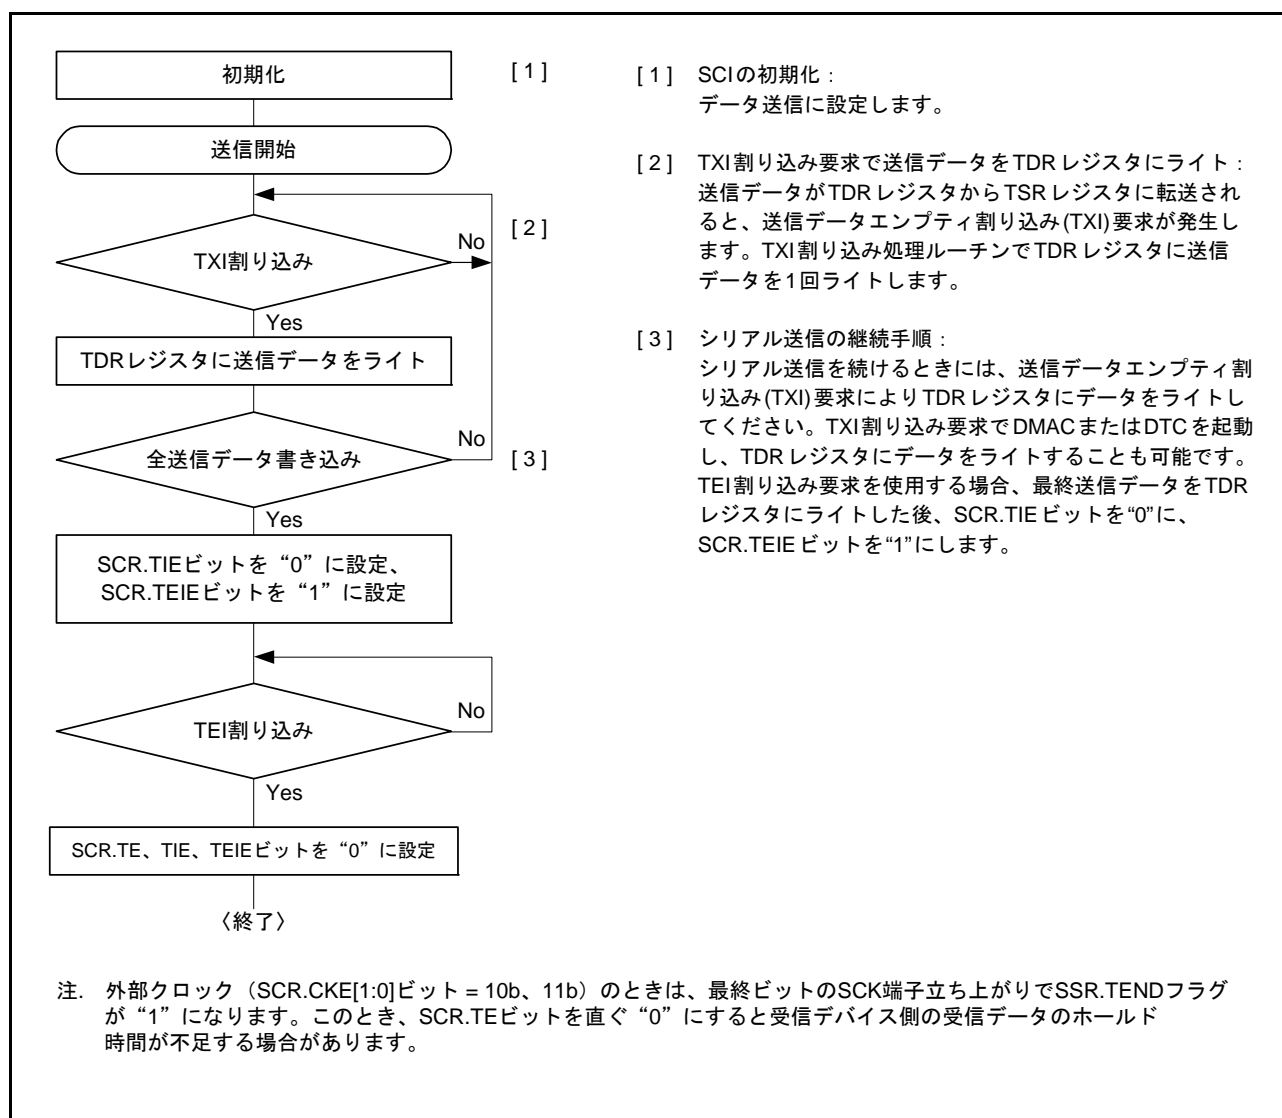 初期化
[ 1 ]
送信開始
[ 2 ]
No
TXI割り込み
Yes
TDRレジスタに送信データをライト
No
全送信データ書き込み
[ 3 ]
Yes
SCR.TIEビットを“0”に設定、
SCR.TEIEビットを“1”に設定
No
TEI割り込み
Yes
SCR.TE、TIE、TEIEビットを“0”に設定
〈終了〉
[ 1 ] SCIの初期化：
データ送信に設定します。
[ 2 ] TXI割り込み要求で送信データをTDRレジスタにライト：
送信データがTDRレジスタからTSRレジスタに転送され
ると、送信データエンプティ割り込み(TXI)要求が発生し
ます。TXI割り込み処理ルーチンでTDRレジスタに送信
データを1回ライトします。
[ 3 ] シリアル送信の継続手順：
シリアル送信を続けるときには、送信データエンプティ割
り込み(TXI)要求によりTDRレジスタにデータをライトし
てください。TXI割り込み要求でDMACまたはDTCを起動
し、TDRレジスタにデータをライトすることも可能です。
TEI割り込み要求を使用する場合、最終送信データをTDR
レジスタにライトした後、SCR.TIEビットを“0”に、
SCR.TEIEビットを“1”にします。
注. 外部クロック（SCR.CKE[1:0]ビット = 10b、11b）のときは、最終ビットのSCK端子立ち上がりでSSR.TENDフラグ
が“1”になります。このとき、SCR.TEビットを直ぐ“0”にすると受信デバイス側の受信データのホールド
時間が不足する場合があります。